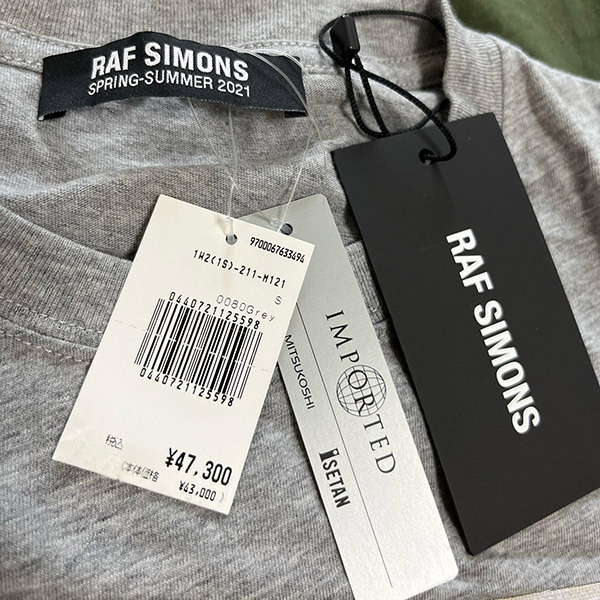 RAF SIMONS
SPRING-SUMMER 2021
9700067633494
1W2(1S)-211-M121
S
0080Grey
0440721125598
0440721125598
税込
¥47,300
(本体価格
¥43,000)
IMPORTED
MITSUKOSHI
ISETAN
RAF SIMONS